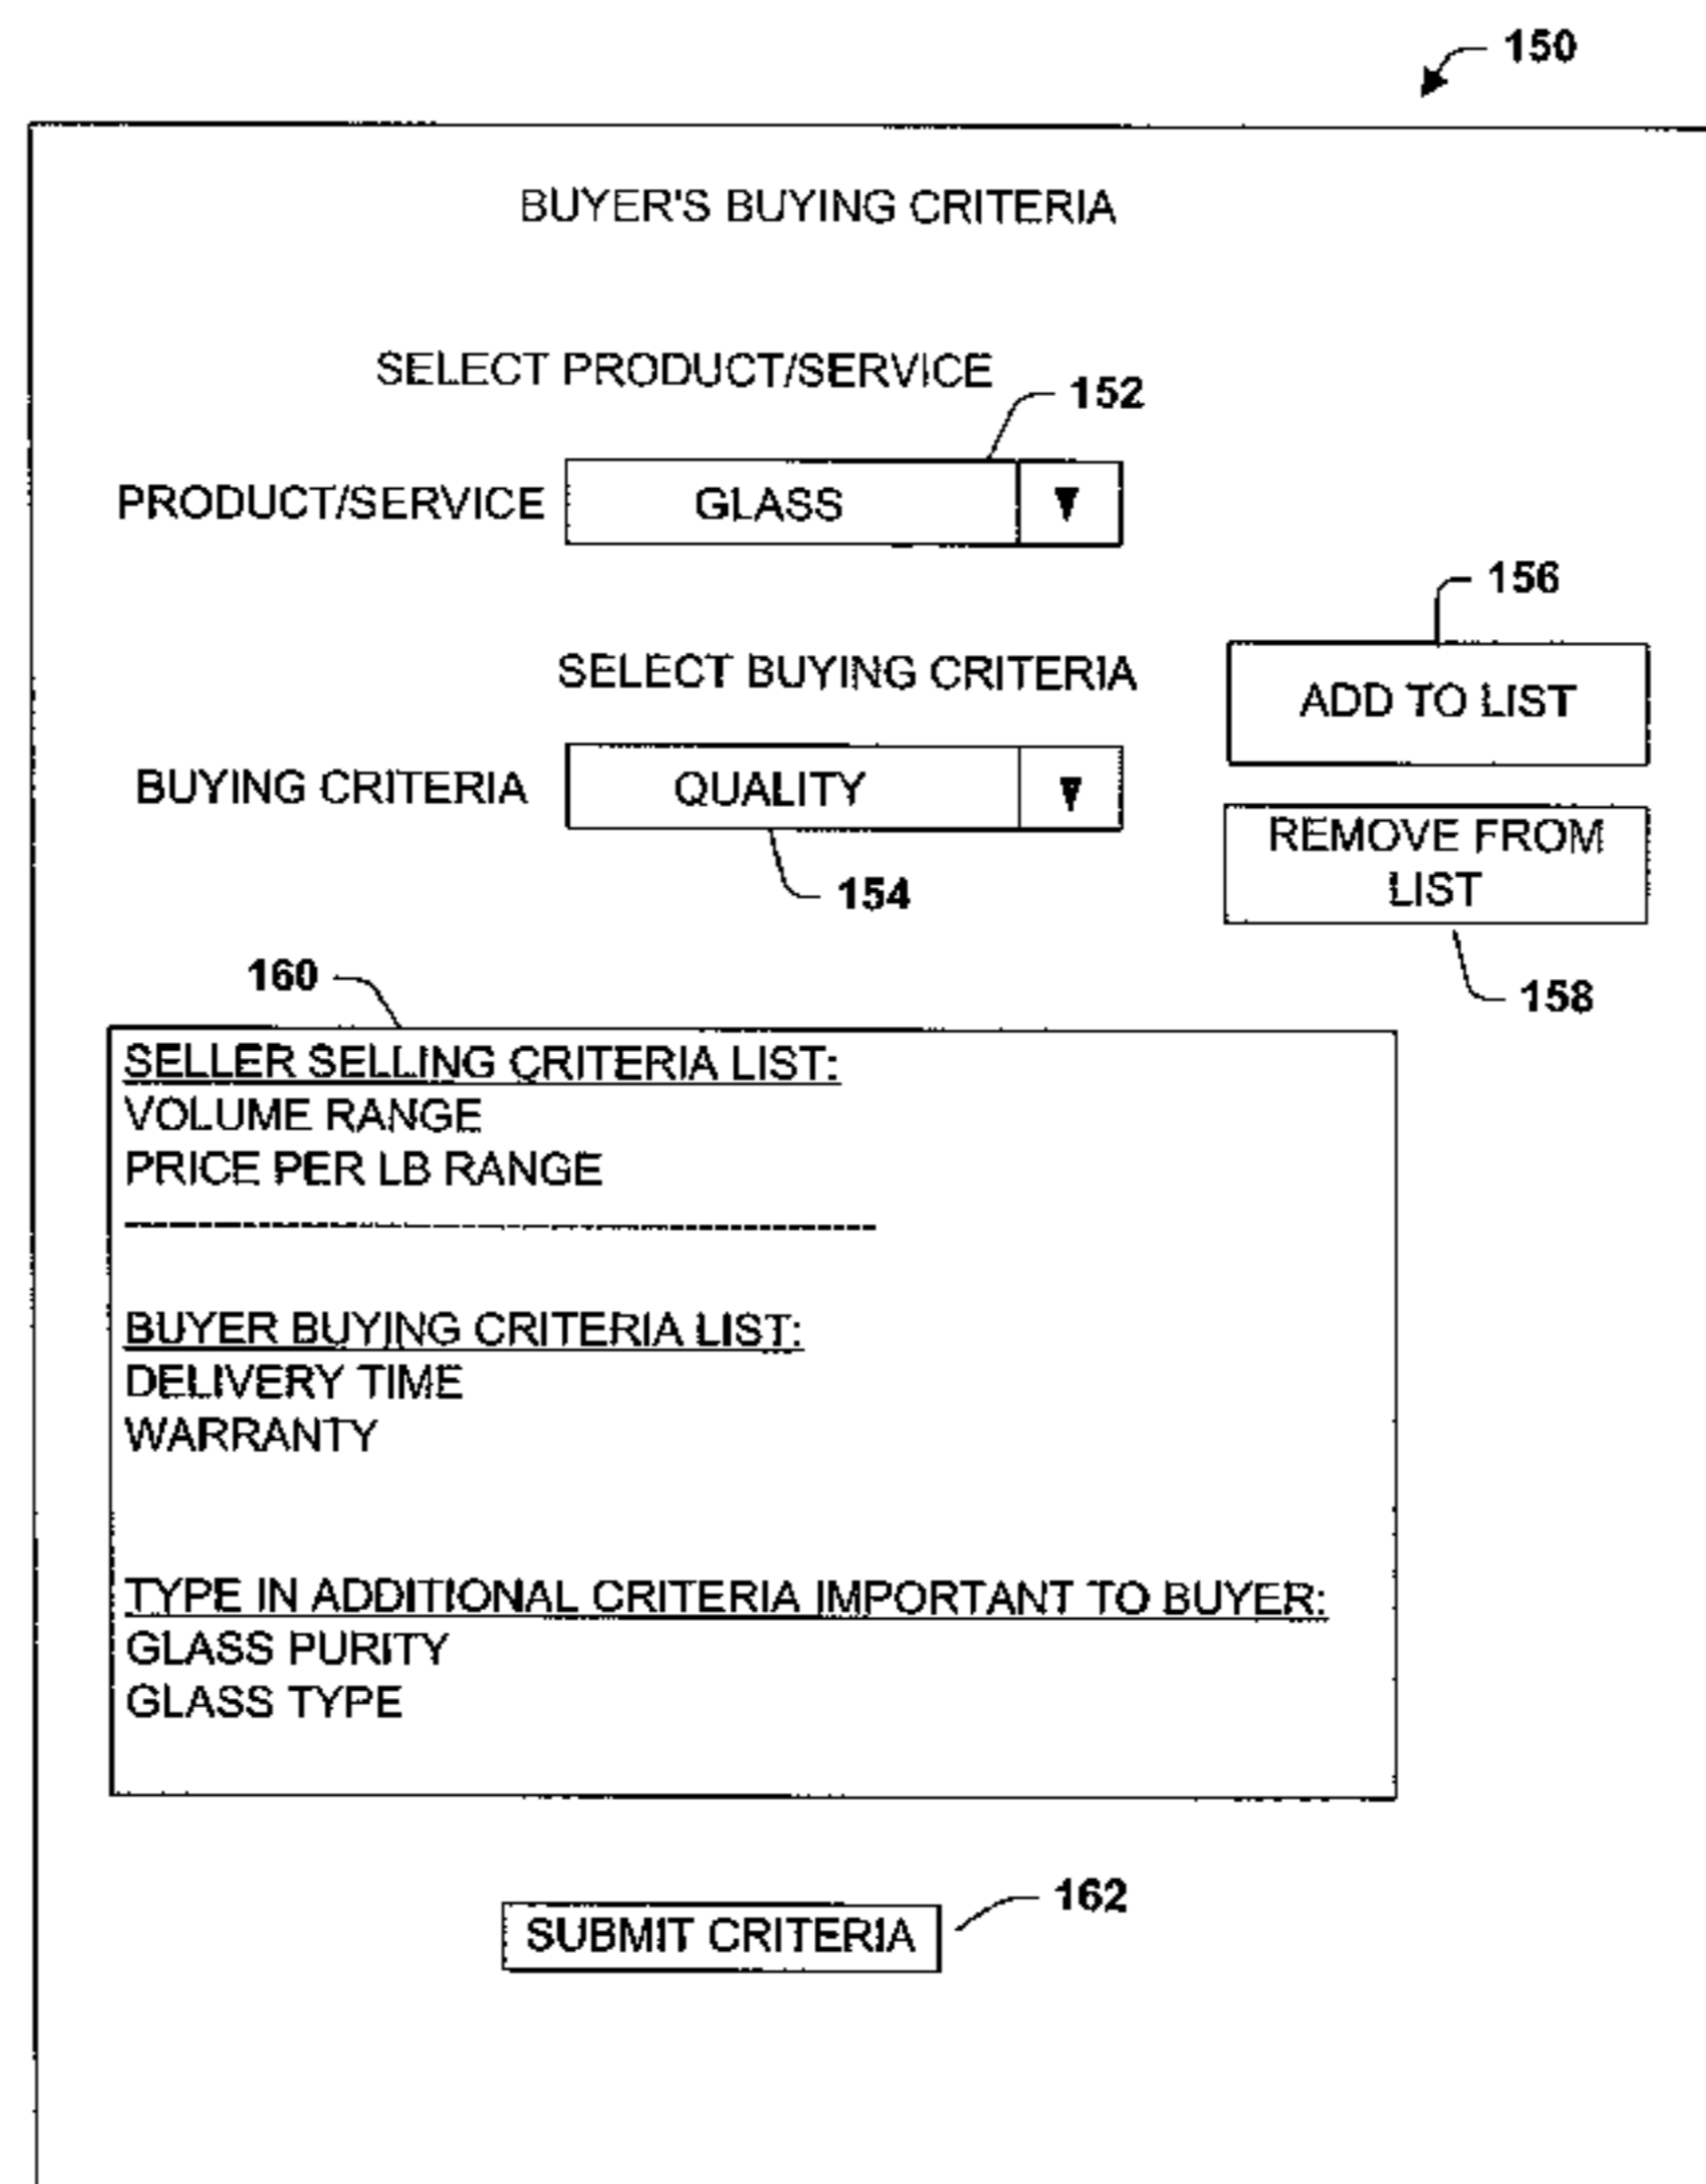 150
BUYER'S BUYING CRITERIA
SELECT PRODUCT/SERVICE
152
PRODUCT/SERVICE GLASS
156
SELECT BUYING CRITERIA
ADD TO LIST
BUYING CRITERIA QUALITY
REMOVE FROM
LIST
154
160
158
SELLER SELLING CRITERIA LIST:
VOLUME RANGE
PRICE PER LB RANGE
---------------------------------------------------
BUYER BUYING CRITERIA LIST:
DELIVERY TIME
WARRANTY
TYPE IN ADDITIONAL CRITERIA IMPORTANT TO BUYER:
GLASS PURITY
GLASS TYPE
162
SUBMIT CRITERIA